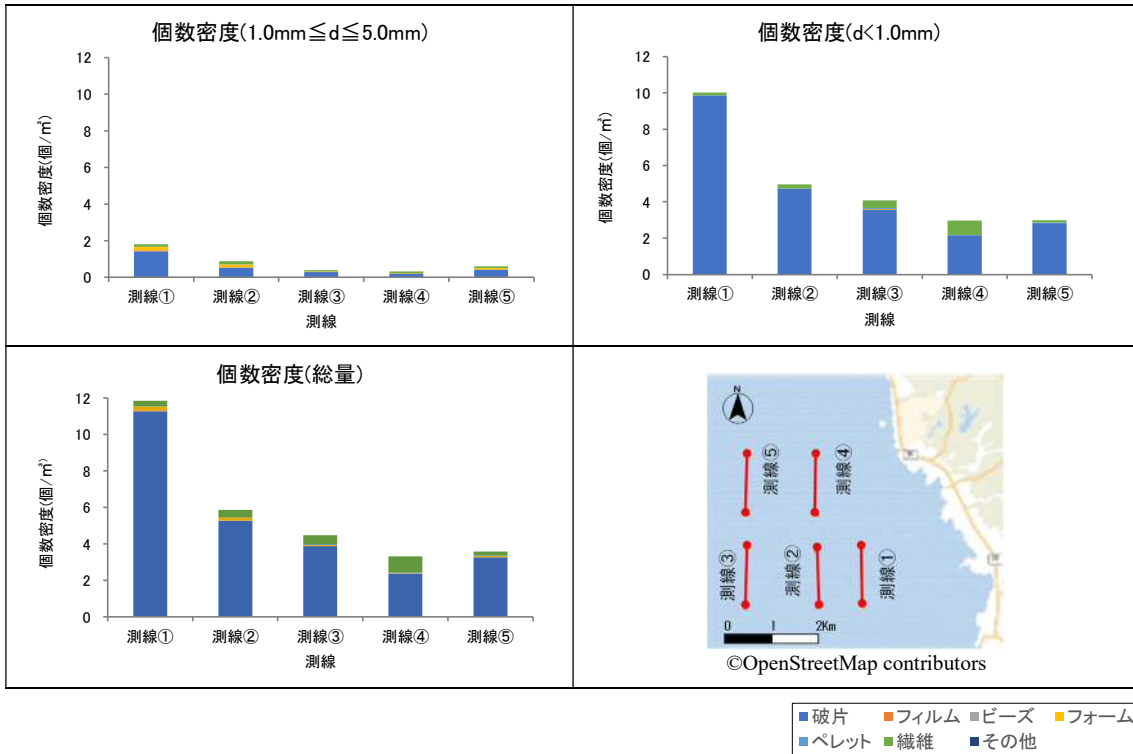 個数密度(1.0mm≦d≦5.0mm)
12
10
8
6
4
2
0
個数密度(個/㎥)
測線① 測線② 測線③ 測線④ 測線⑤
測線
個数密度(d<1.0mm)
12
10
8
6
4
2
0
個数密度(個/㎥)
測線① 測線② 測線③ 測線④ 測線⑤
測線
個数密度(総量)
12
10
8
6
4
2
0
個数密度(個/㎥)
測線① 測線② 測線③ 測線④ 測線⑤
測線
N
測線⑤
測線④
測線③
測線②
測線①
0 1 2Km
©OpenStreetMap contributors
破片 フィルム ビーズ フォーム
ペレット 繊維 その他